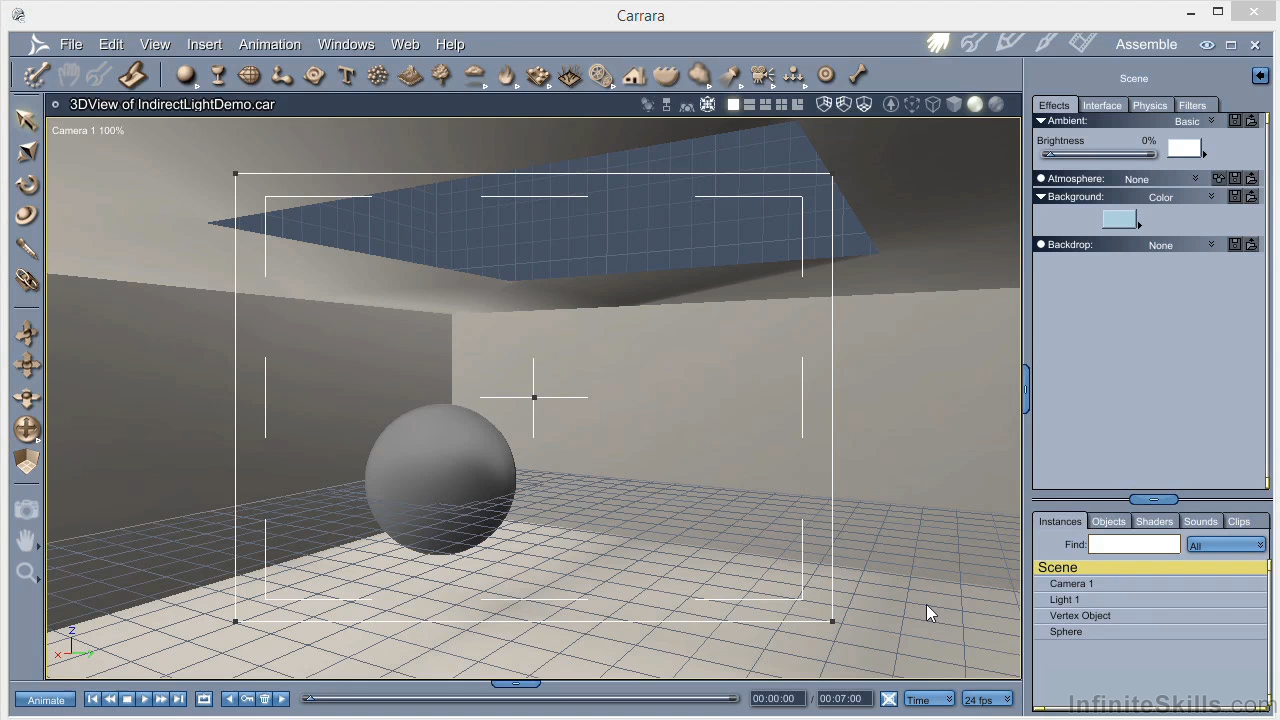 Carrara
File Edit View Insert Animation Windows Web Help
Assemble
3DView of IndirectLightDemo.car
Camera 1 100%
Z
X Y
Scene
Effects Interface Physics Filters
Ambient: Basic
Brightness 0%
Atmosphere: None
Background: Color
Backdrop: None
Instances Objects Shaders Sounds Clips
Find: All
Scene
Camera 1
Light 1
Vertex Object
Sphere
Animate 00:00:00 / 00:07:00 Time 24 fps
InfiniteSkills.com